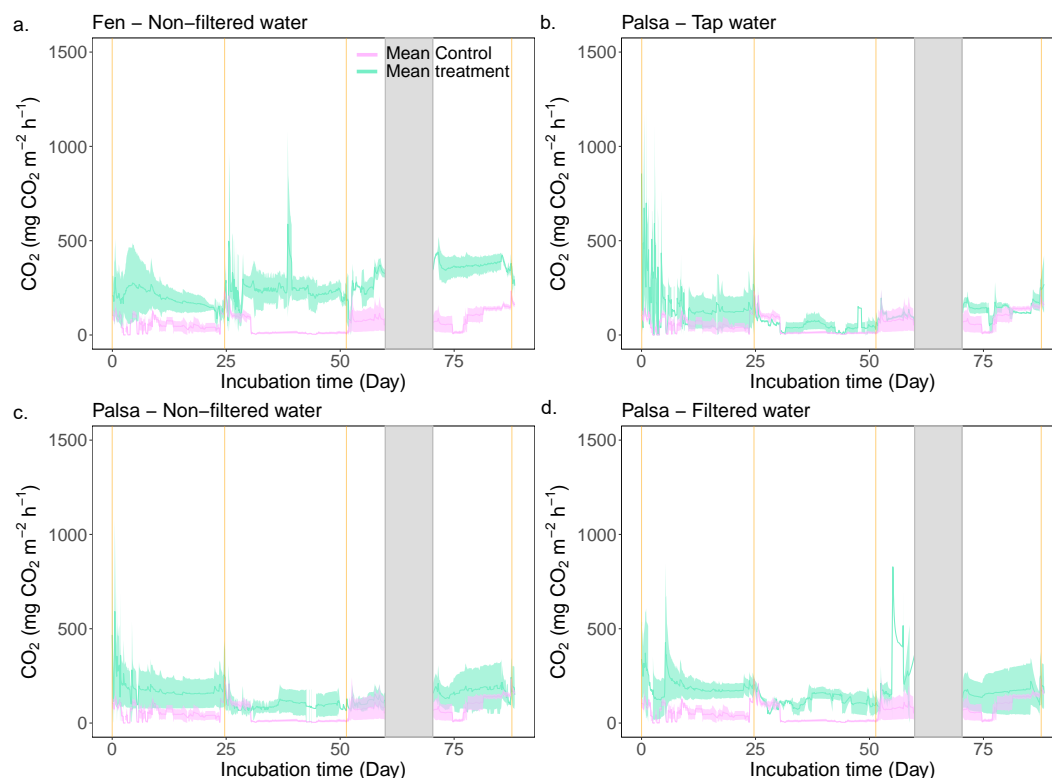 a.
Fen − Non−filtered water
1500
1000
500
0
CO₂ (mg CO₂ m⁻² h⁻¹)
Mean Control
Mean treatment
0 25 50 75
Incubation time (Day)
b.
Palsa − Tap water
1500
1000
500
0
CO₂ (mg CO₂ m⁻² h⁻¹)
0 25 50 75
Incubation time (Day)
c.
Palsa − Non−filtered water
1500
1000
500
0
CO₂ (mg CO₂ m⁻² h⁻¹)
0 25 50 75
Incubation time (Day)
d.
Palsa − Filtered water
1500
1000
500
0
CO₂ (mg CO₂ m⁻² h⁻¹)
0 25 50 75
Incubation time (Day)